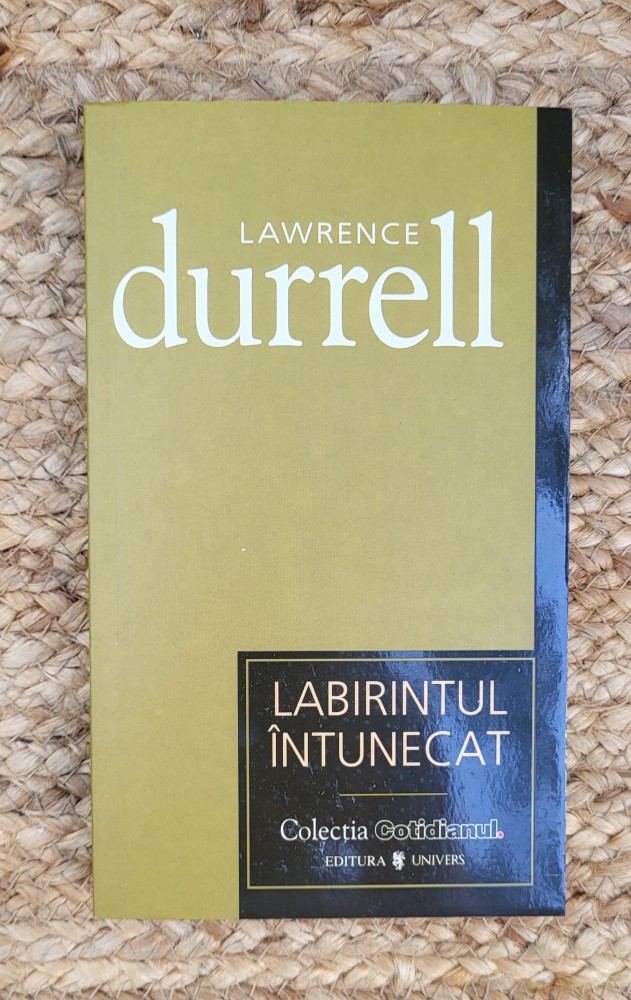 LAWRENCE
durrell
LABIRINTUL
ÎNTUNECAT
Colecția Cotidianul.
EDITURA UNIVERS